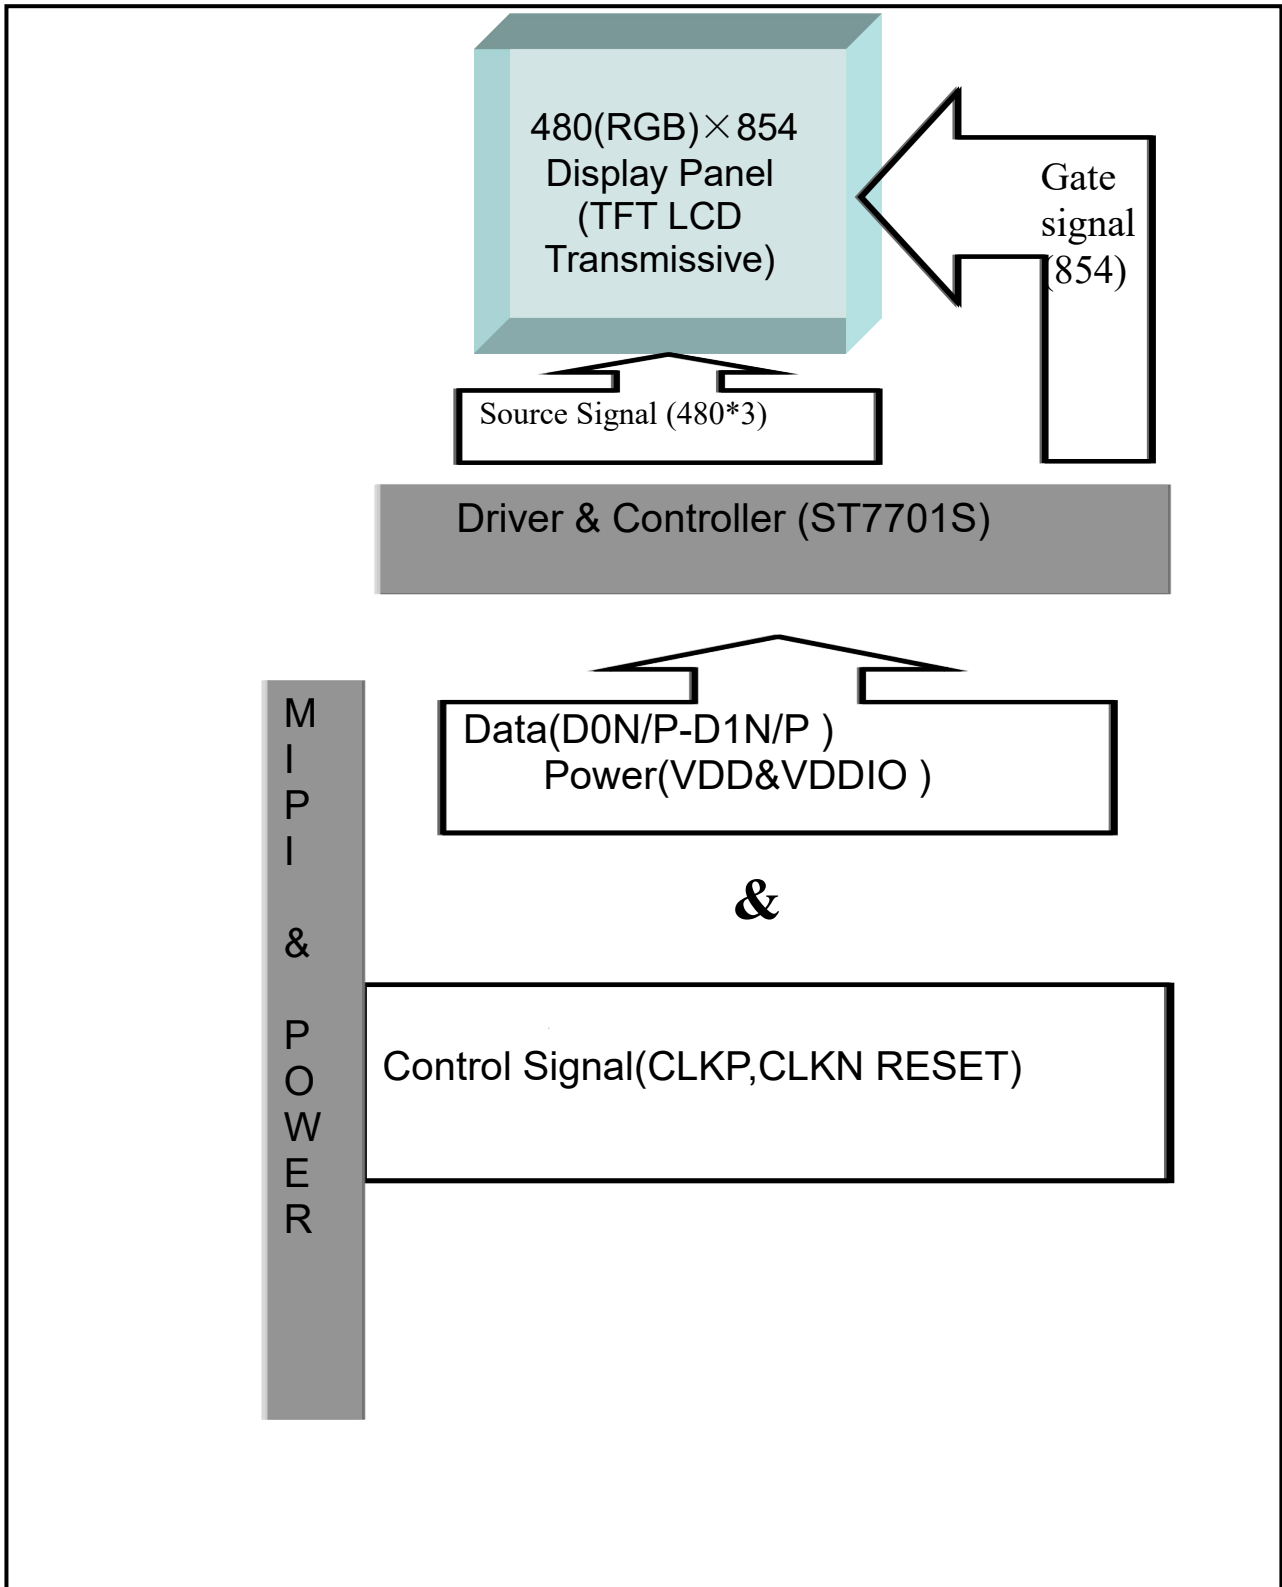 480(RGB)×854
Display Panel
(TFT LCD
Transmissive)
Gate
signal
(854)
Source Signal (480*3)
Driver & Controller (ST7701S)
Data(D0N/P-D1N/P )
Power(VDD&VDDIO )
&
Control Signal(CLKP,CLKN RESET)
M
I
P
I
&
P
O
W
E
R